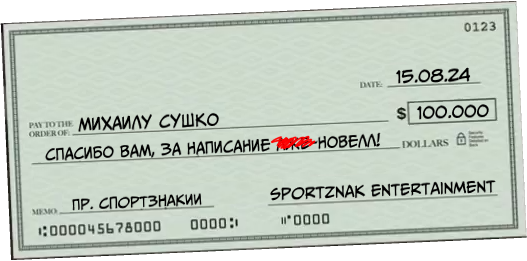 0123
DATE: 15.08.24
PAY TO THE
ORDER OF: МИХАИЛУ СУШКО
$ 100.000
СПАСИБО ВАМ, ЗА НАПИСАНИЕ НОВЕЛЛ! DOLLARS
MEMO: ПР. СПОРТЗНАКИИ
SPORTZNAK ENTERTAINMENT
⑆000045678000 0000⑆ ⑈0000